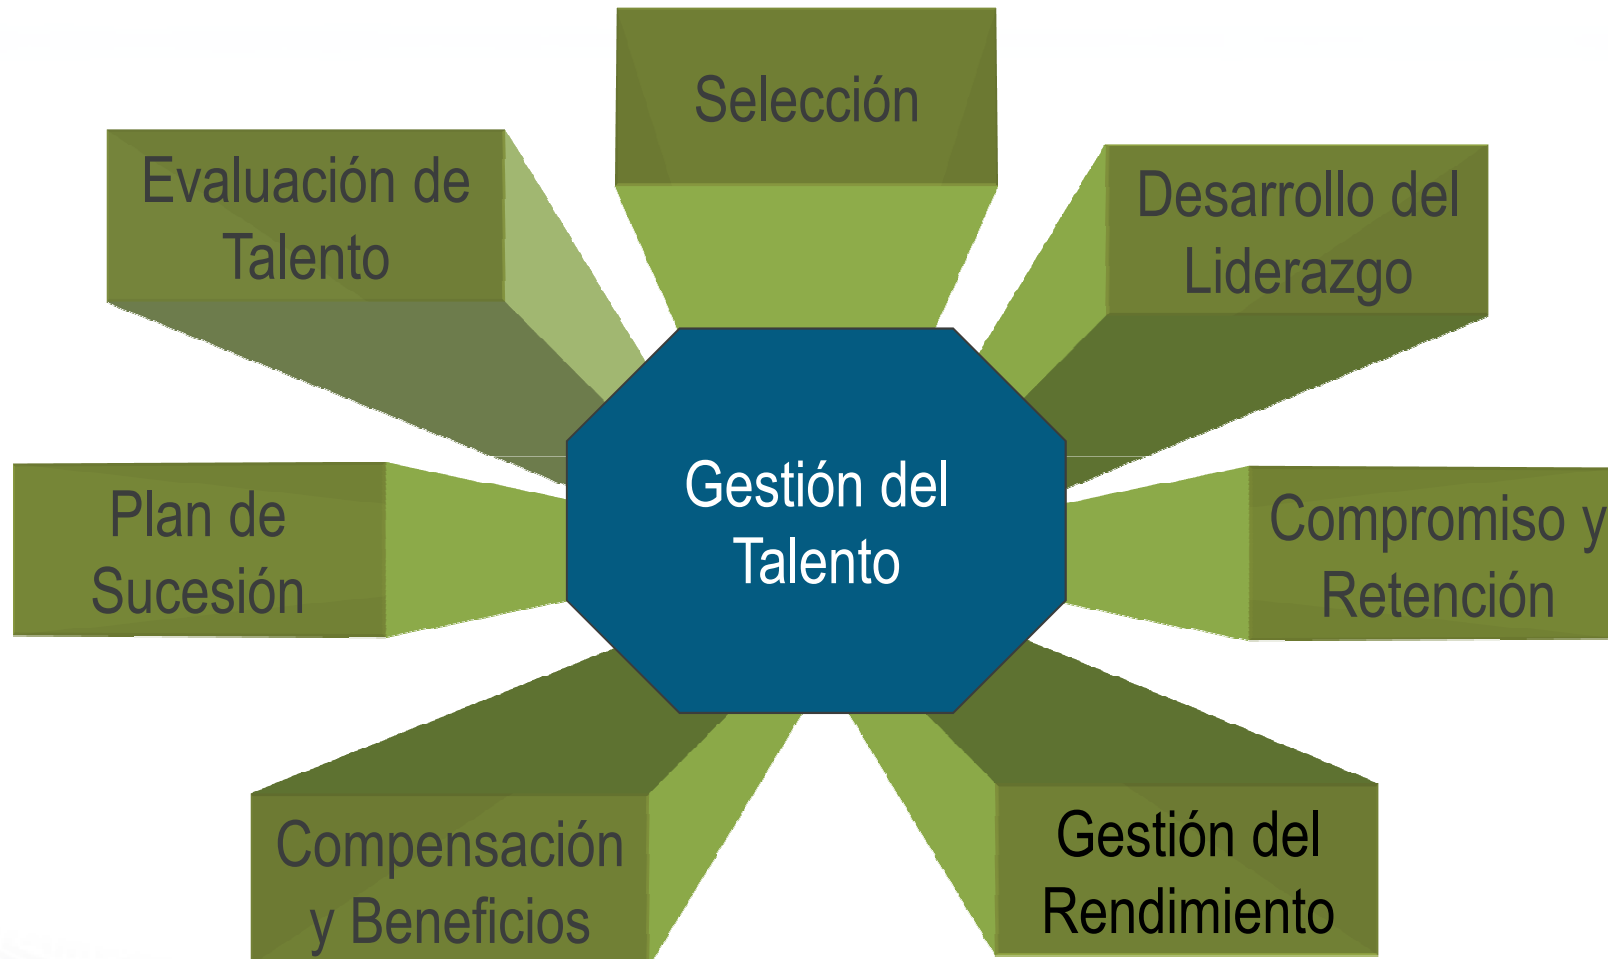 Selección
Evaluación de
Talento
Desarrollo del
Liderazgo
Gestión del
Talento
Plan de
Sucesión
Compromiso y
Retención
Compensación
y Beneficios
Gestión del
Rendimiento